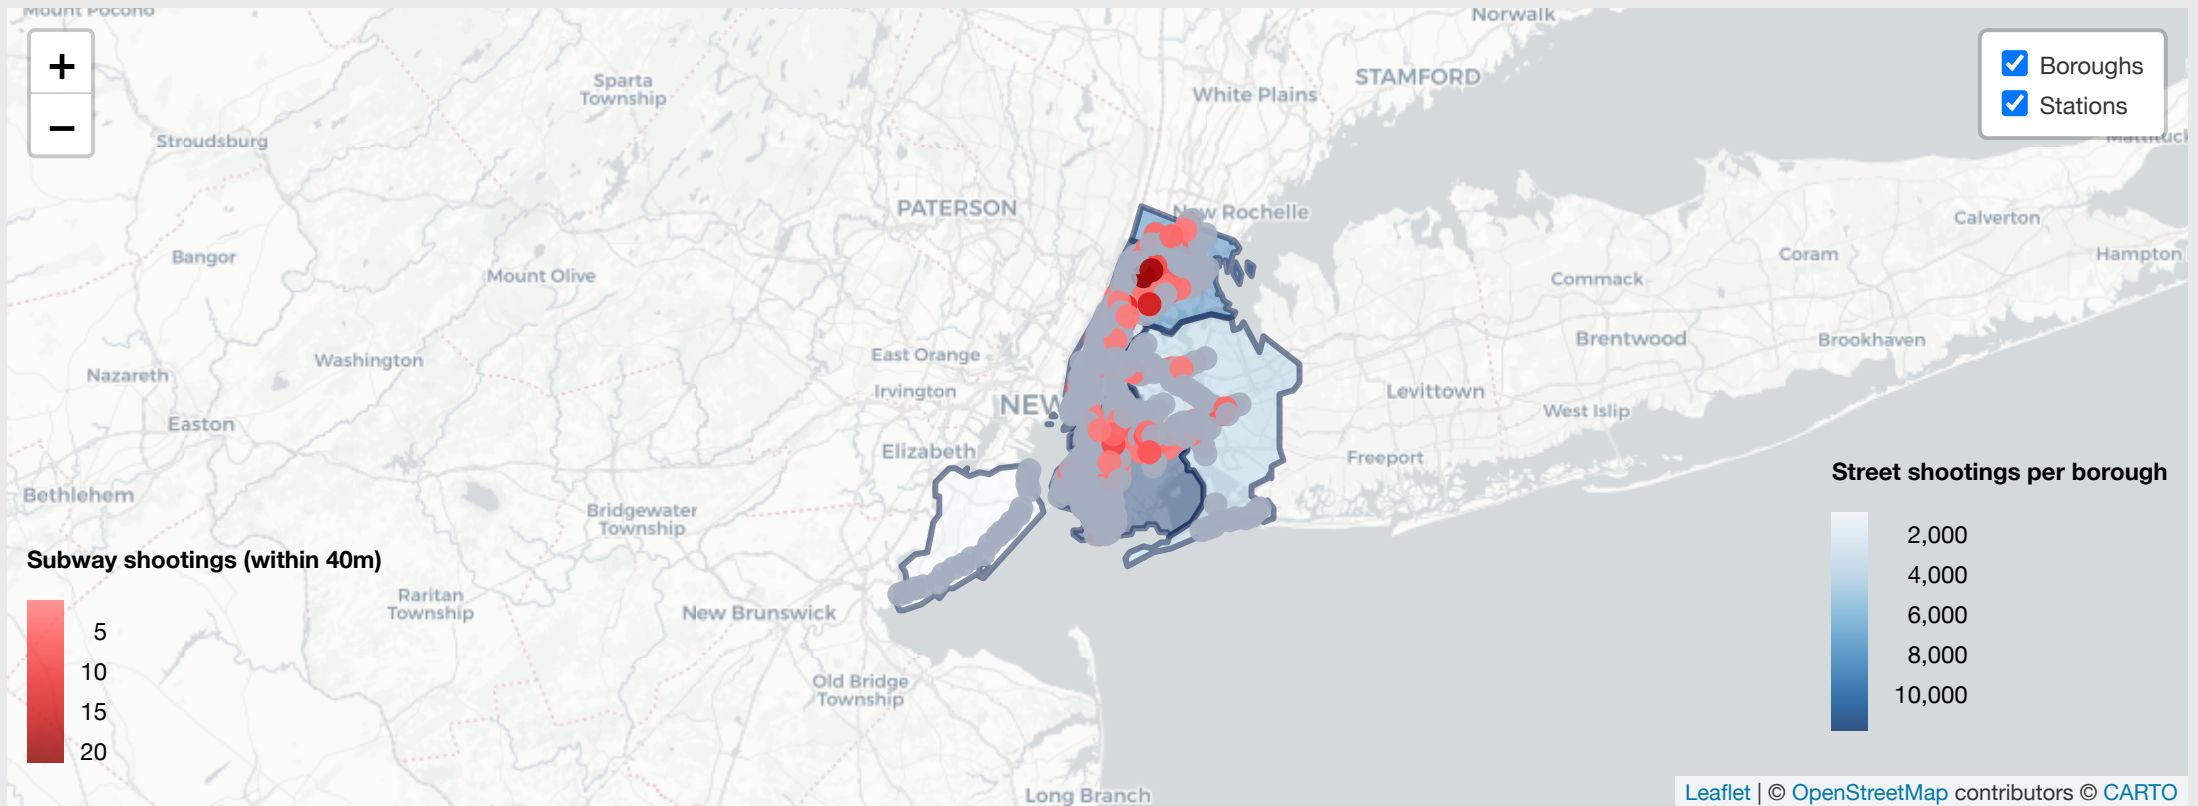 Mount Pocono
Norwalk
+
−
Sparta
Township
White Plains
STAMFORD
Boroughs
Stations
Mattituck
Stroudsburg
PATERSON
New Rochelle
Calverton
Bangor
Mount Olive
Coram
Hampton
Commack
Washington
East Orange
Brentwood
Brookhaven
Nazareth
Irvington
Levittown
NEW
West Islip
Easton
Elizabeth
Freeport
Bethlehem
Bridgewater
Township
Street shootings per borough
2,000
4,000
6,000
8,000
10,000
Subway shootings (within 40m)
5
10
15
20
Raritan
Township
New Brunswick
Old Bridge
Township
Long Branch
Leaflet | © OpenStreetMap contributors © CARTO